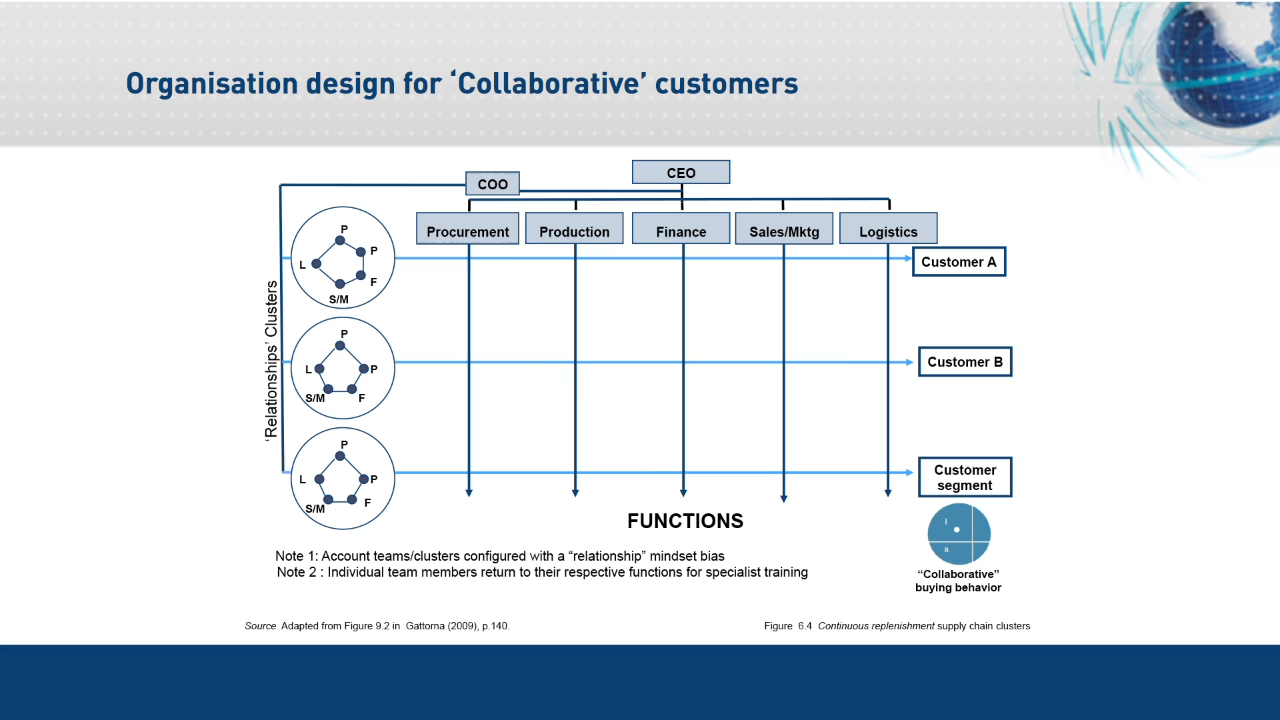 Organisation design for ‘Collaborative’ customers
CEO
COO
Procurement
Production
Finance
Sales/Mktg
Logistics
‘Relationships’ Clusters
P
P
L
F
S/M
Customer A
P
L
P
S/M
F
Customer B
P
L
P
S/M
F
Customer
segment
FUNCTIONS
I
a
“Collaborative”
buying behavior
Note 1: Account teams/clusters configured with a “relationship” mindset bias
Note 2 : Individual team members return to their respective functions for specialist training
Source Adapted from Figure 9.2 in Gattorna (2009), p.140.
Figure 6.4 Continuous replenishment supply chain clusters